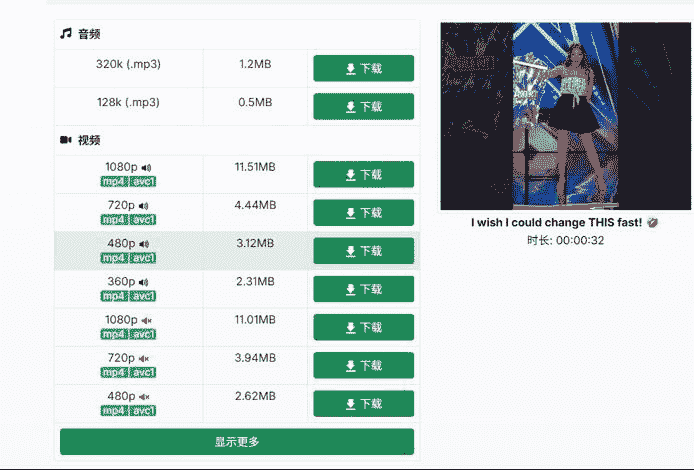 音频
320k (.mp3) 1.2MB 下载
128k (.mp3) 0.5MB 下载
视频
1080p 11.51MB 下载
mp4 avc1
720p 4.44MB 下载
mp4 avc1
480p 3.12MB 下载
mp4 avc1
360p 2.31MB 下载
mp4 avc1
1080p 11.01MB 下载
mp4 avc1
720p 3.94MB 下载
mp4 avc1
480p 2.62MB 下载
mp4 avc1
显示更多
I wish I could change THIS fast!
时长: 00:00:32